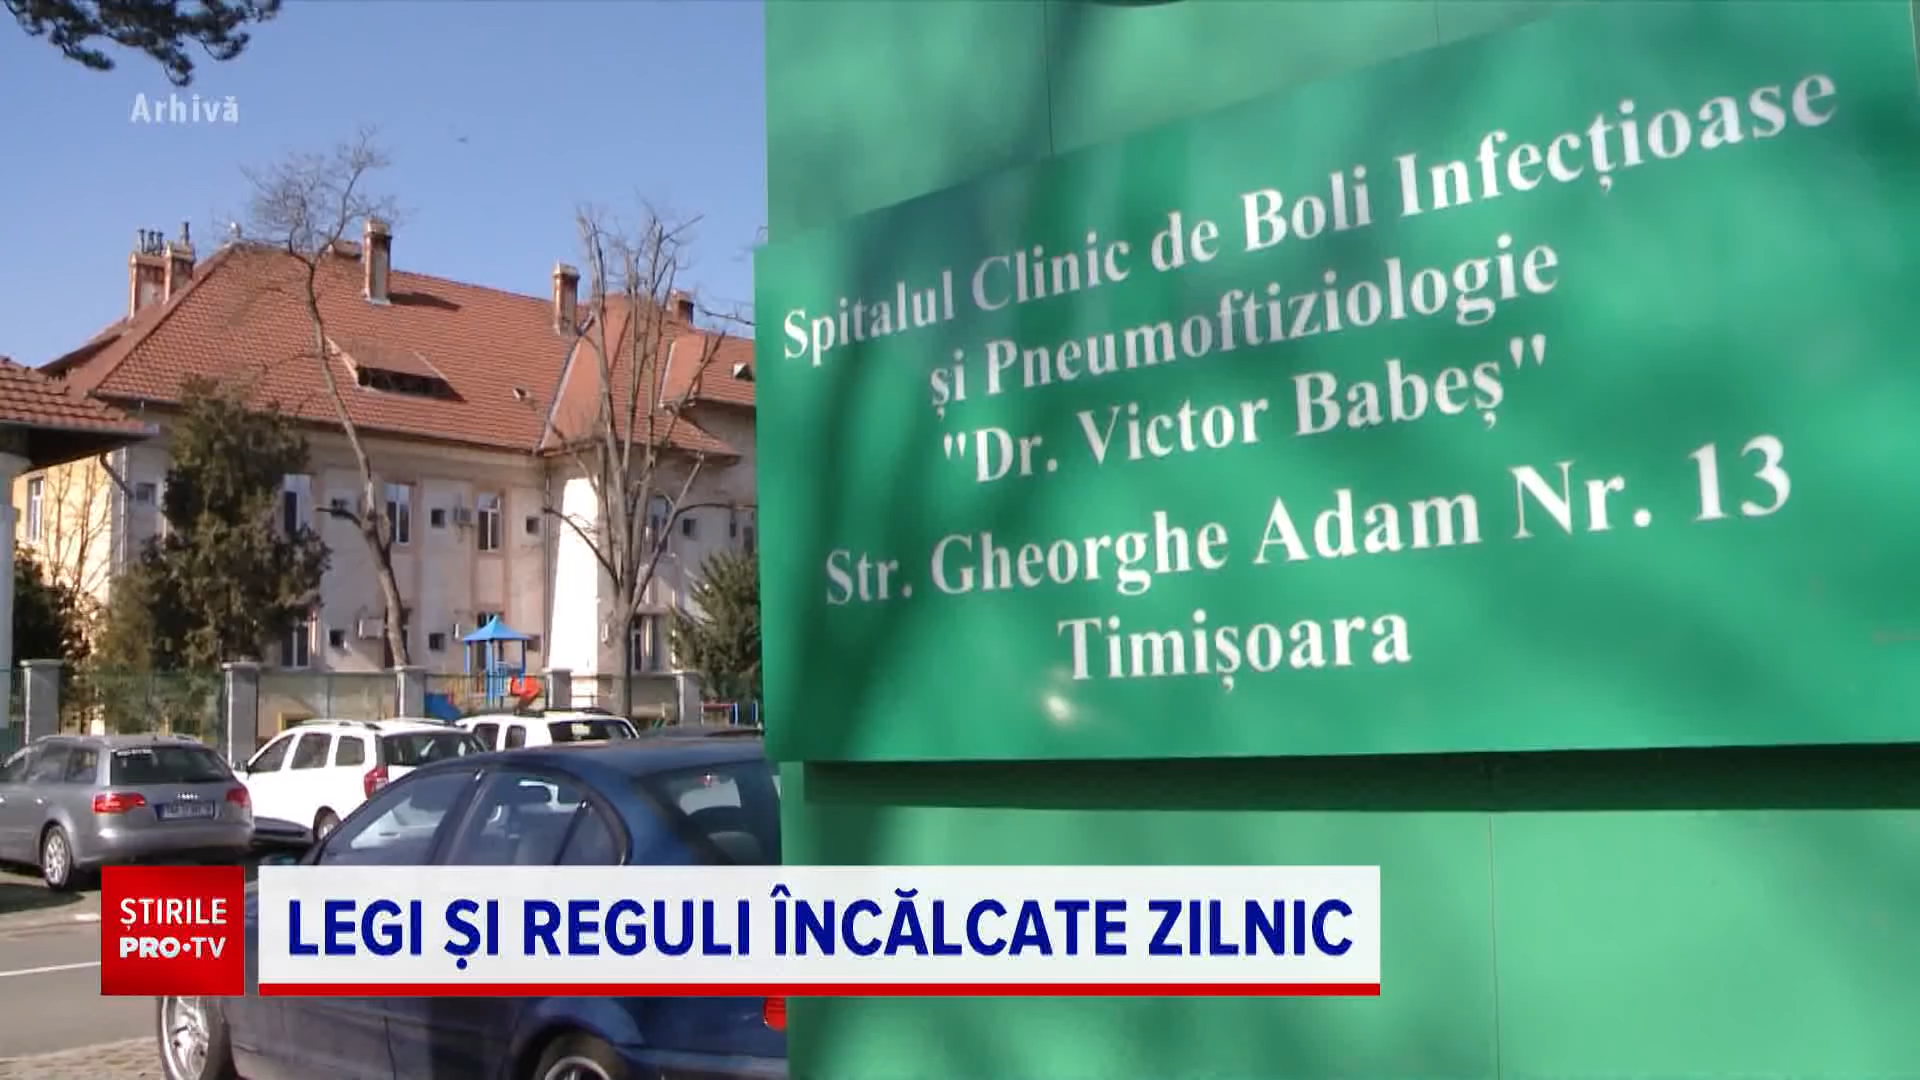 Arhivă
Spitalul Clinic de Boli Infecțioase
și Pneumoftiziologie
"Dr. Victor Babeș"
Str. Gheorghe Adam Nr. 13
Timișoara
ȘTIRILE
PRO•TV
LEGI ȘI REGULI ÎNCĂLCATE ZILNIC